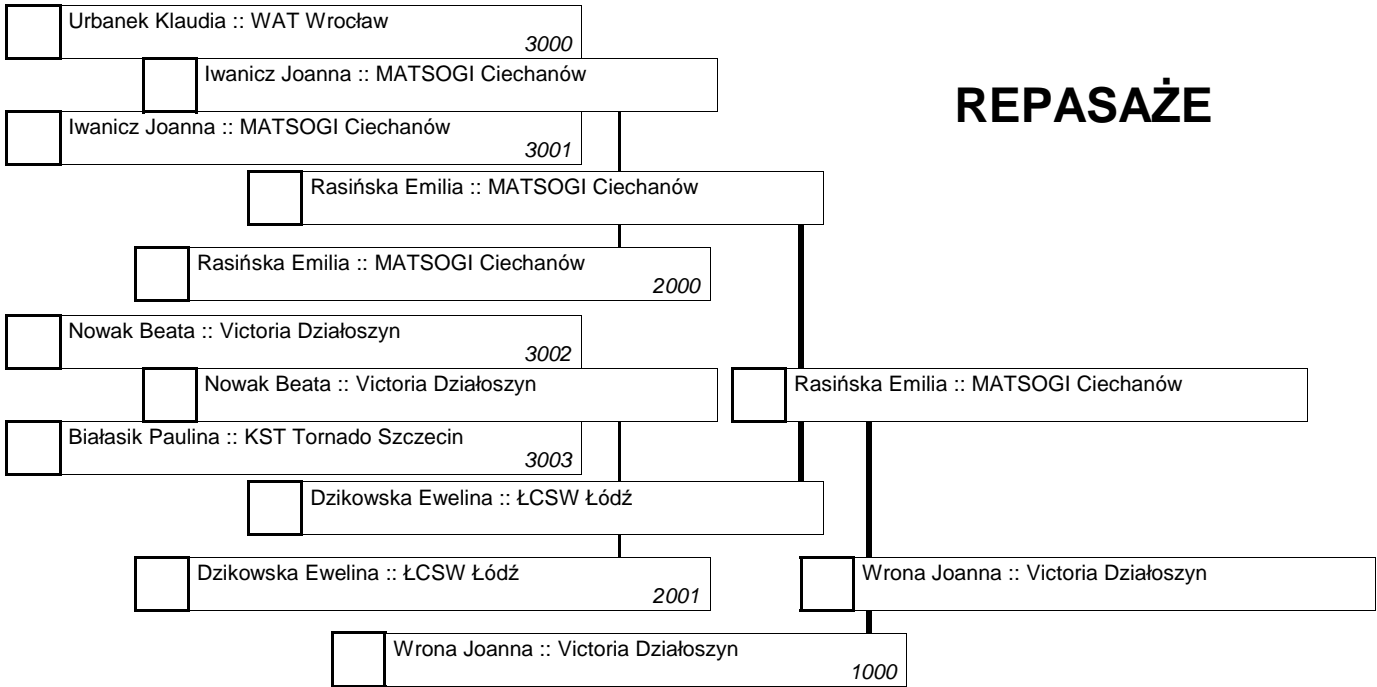 Urbanek Klaudia :: WAT Wrocław
3000
Iwanicz Joanna :: MATSOGI Ciechanów
REPASAŻE
Iwanicz Joanna :: MATSOGI Ciechanów
3001
Rasińska Emilia :: MATSOGI Ciechanów
Rasińska Emilia :: MATSOGI Ciechanów
2000
Nowak Beata :: Victoria Działoszyn
3002
Nowak Beata :: Victoria Działoszyn
Rasińska Emilia :: MATSOGI Ciechanów
Białasik Paulina :: KST Tornado Szczecin
3003
Dzikowska Ewelina :: ŁCSW Łódź
Dzikowska Ewelina :: ŁCSW Łódź
2001
Wrona Joanna :: Victoria Działoszyn
Wrona Joanna :: Victoria Działoszyn
1000